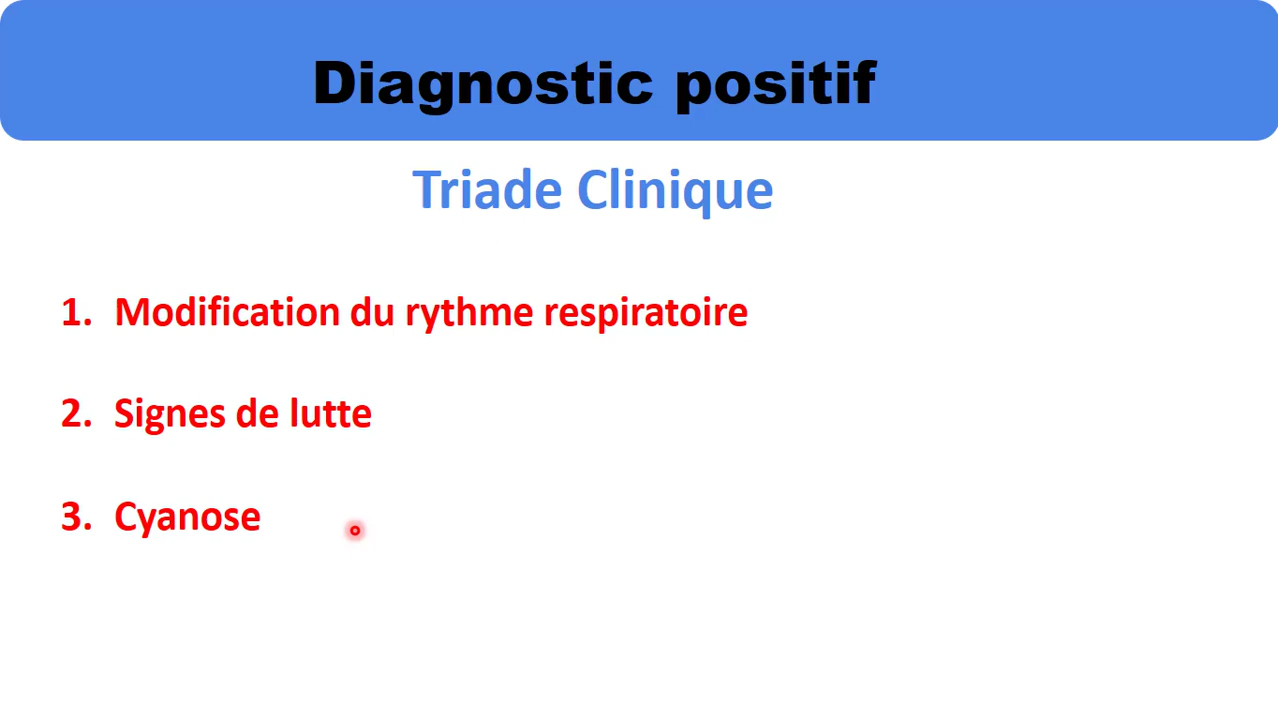 Diagnostic positif
Triade Clinique
1. Modification du rythme respiratoire
2. Signes de lutte
3. Cyanose